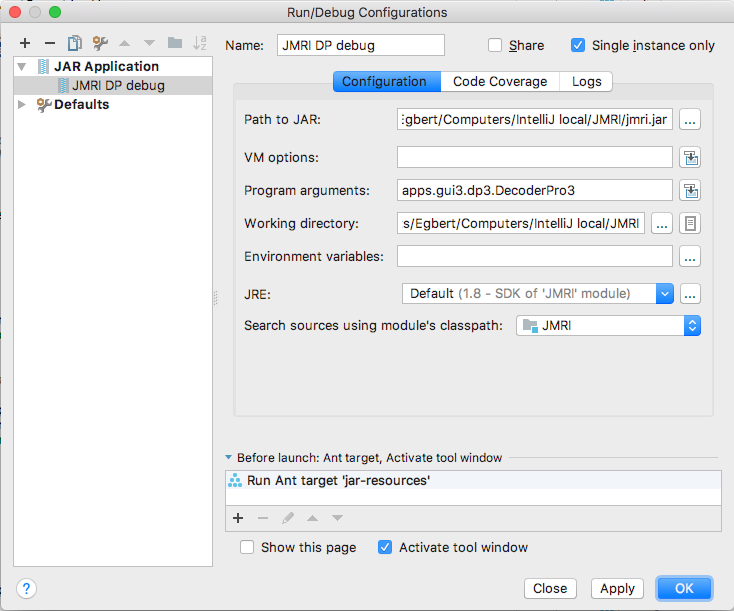 Run/Debug Configurations
Name: JMRI DP debug Share Single instance only
JAR Application
JMRI DP debug
Defaults
Configuration Code Coverage Logs
Path to JAR: Egbert/Computers/IntelliJ local/JMRI/jmri.jar ...
VM options:
Program arguments: apps.gui3.dp3.DecoderPro3
Working directory: s/Egbert/Computers/IntelliJ local/JMRI ...
Environment variables: ...
JRE: Default (1.8 - SDK of 'JMRI' module) ...
Search sources using module's classpath: JMRI
Before launch: Ant target, Activate tool window
Run Ant target 'jar-resources'
Show this page Activate tool window
? Close Apply OK